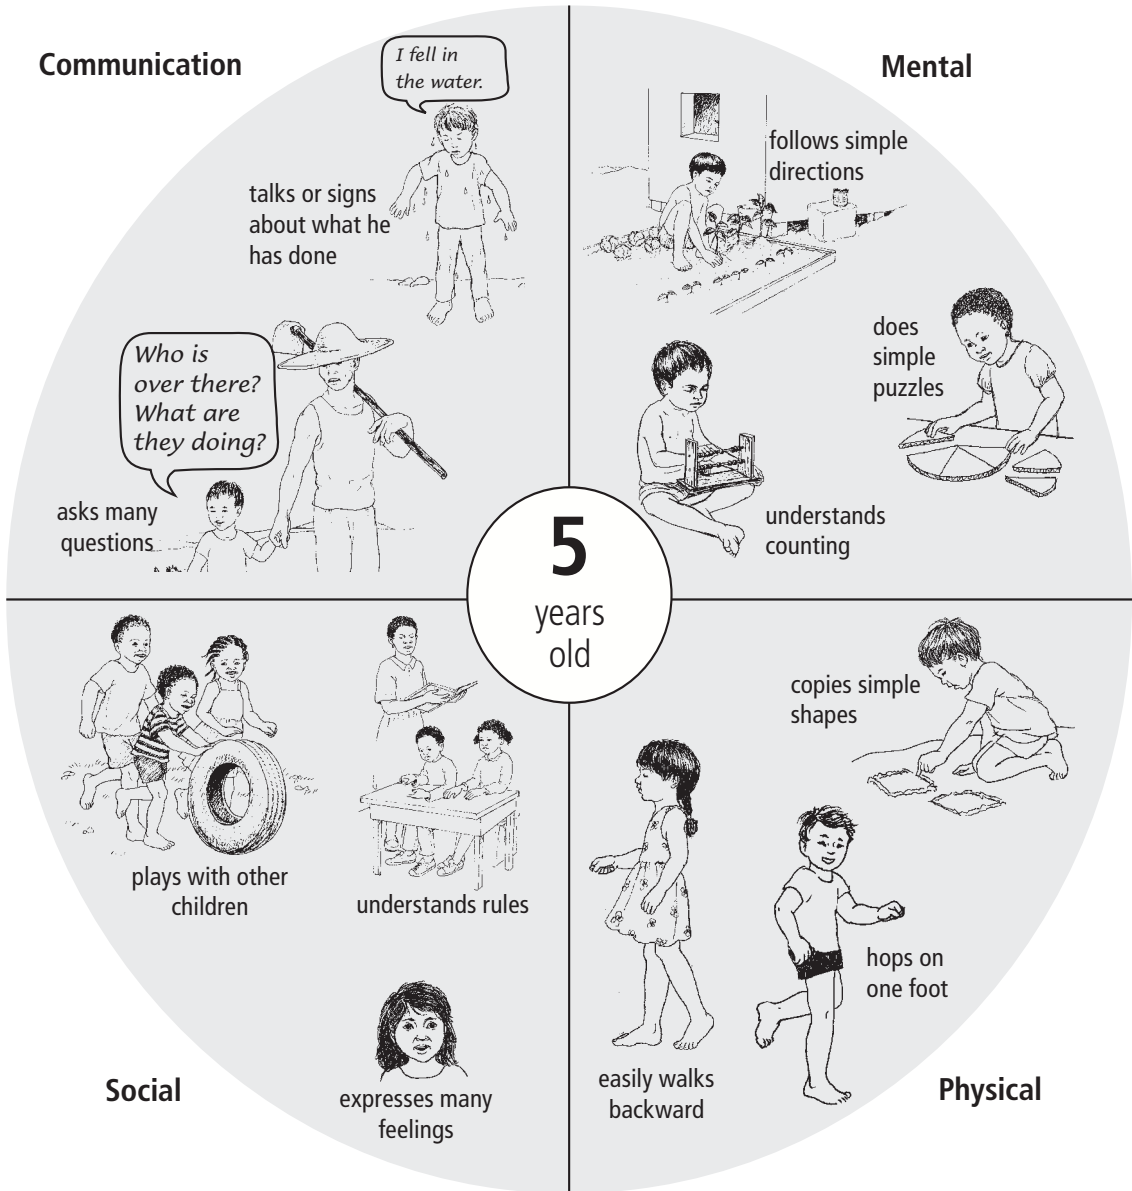 Communication
I fell in
the water.
talks or signs
about what he
has done
Who is
over there?
What are
they doing?
asks many
questions
Mental
follows simple
directions
does
simple
puzzles
understands
counting
5
years
old
plays with other
children
understands rules
expresses many
feelings
Social
copies simple
shapes
hops on
one foot
easily walks
backward
Physical